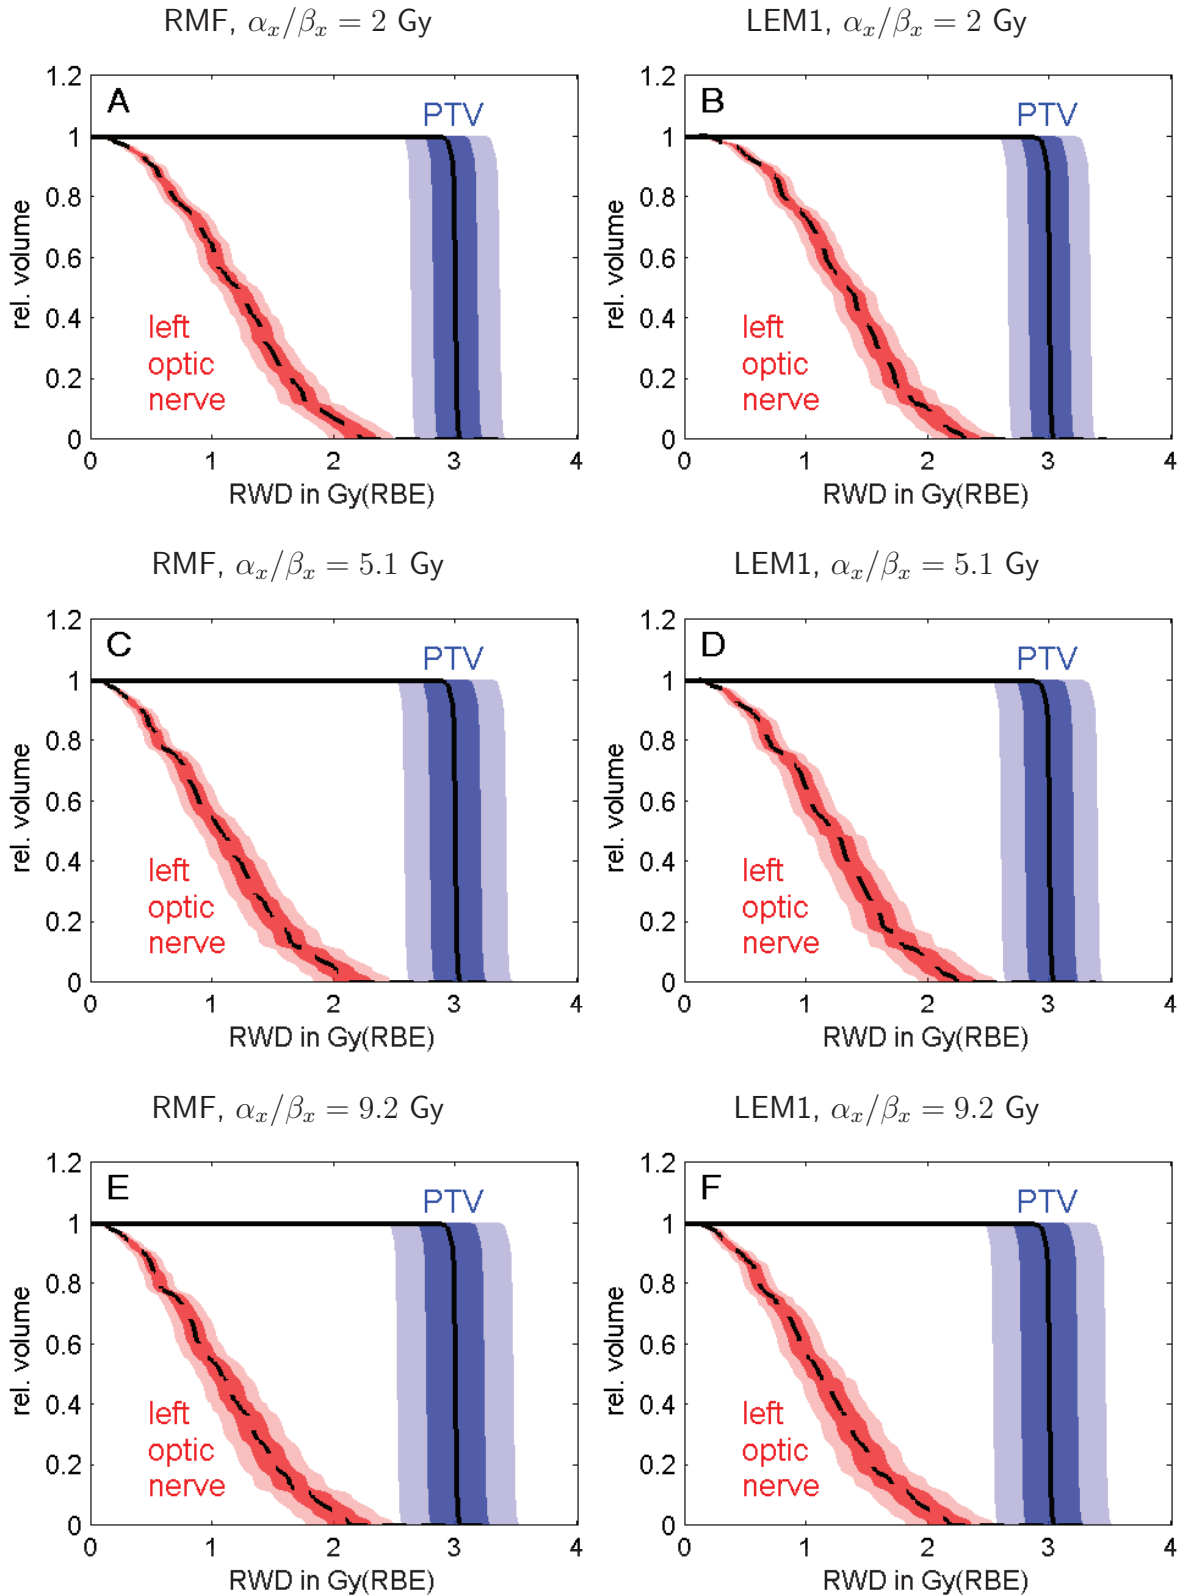 RMF, αx/βx = 2 Gy
A
PTV
left
optic
nerve
rel. volume
1.2
1
0.8
0.6
0.4
0.2
0
0 1 2 3 4
RWD in Gy(RBE)
LEM1, αx/βx = 2 Gy
B
PTV
left
optic
nerve
rel. volume
1.2
1
0.8
0.6
0.4
0.2
0
0 1 2 3 4
RWD in Gy(RBE)
RMF, αx/βx = 5.1 Gy
C
PTV
left
optic
nerve
rel. volume
1.2
1
0.8
0.6
0.4
0.2
0
0 1 2 3 4
RWD in Gy(RBE)
LEM1, αx/βx = 5.1 Gy
D
PTV
left
optic
nerve
rel. volume
1.2
1
0.8
0.6
0.4
0.2
0
0 1 2 3 4
RWD in Gy(RBE)
RMF, αx/βx = 9.2 Gy
E
PTV
left
optic
nerve
rel. volume
1.2
1
0.8
0.6
0.4
0.2
0
0 1 2 3 4
RWD in Gy(RBE)
LEM1, αx/βx = 9.2 Gy
F
PTV
left
optic
nerve
rel. volume
1.2
1
0.8
0.6
0.4
0.2
0
0 1 2 3 4
RWD in Gy(RBE)